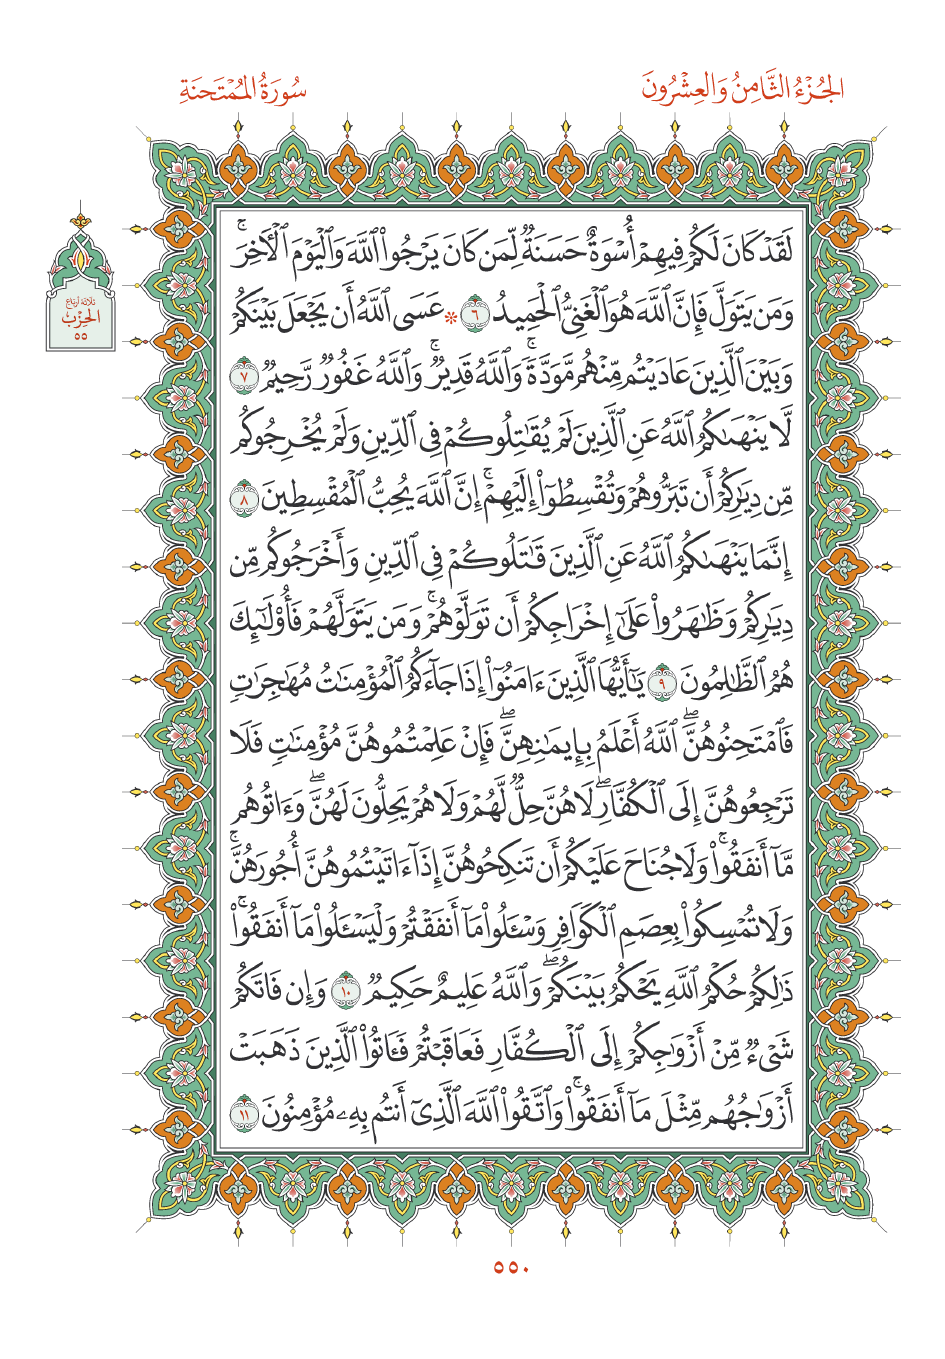 الجُزْءُ الثَّامِنُ وَالعِشْرُونَ
سُورَةُ المُمْتَحنَةِ
ثلاثة أرباع
الحِزْب
٥٥
لَقَدْ كَانَ لَكُمْ فِيهِمْ أُسْوَةٌ حَسَنَةٌ لِّمَن كَانَ يَرْجُوا۟ ٱللَّهَ وَٱلْيَوْمَ ٱلْـَٔاخِرَۚ
وَمَن يَتَوَلَّ فَإِنَّ ٱللَّهَ هُوَ ٱلْغَنِىُّ ٱلْحَمِيدُ ٦ ۞ عَسَى ٱللَّهُ أَن يَجْعَلَ بَيْنَكُمْ
وَبَيْنَ ٱلَّذِينَ عَادَيْتُم مِّنْهُم مَّوَدَّةًۚ وَٱللَّهُ قَدِيرٌۚ وَٱللَّهُ غَفُورٌ رَّحِيمٌ ٧
لَّا يَنْهَىٰكُمُ ٱللَّهُ عَنِ ٱلَّذِينَ لَمْ يُقَـٰتِلُوكُمْ فِى ٱلدِّينِ وَلَمْ يُخْرِجُوكُم
مِّن دِيَـٰرِكُمْ أَن تَبَرُّوهُمْ وَتُقْسِطُوٓا۟ إِلَيْهِمْۚ إِنَّ ٱللَّهَ يُحِبُّ ٱلْمُقْسِطِينَ ٨
إِنَّمَا يَنْهَىٰكُمُ ٱللَّهُ عَنِ ٱلَّذِينَ قَـٰتَلُوكُمْ فِى ٱلدِّينِ وَأَخْرَجُوكُم مِّن
دِيَـٰرِكُمْ وَظَـٰهَرُوا۟ عَلَىٰٓ إِخْرَاجِكُمْ أَن تَوَلَّوْهُمْۚ وَمَن يَتَوَلَّهُمْ فَأُو۟لَـٰٓئِكَ
هُمُ ٱلظَّـٰلِمُونَ ٩ يَـٰٓأَيُّهَا ٱلَّذِينَ ءَامَنُوٓا۟ إِذَا جَآءَكُمُ ٱلْمُؤْمِنَـٰتُ مُهَـٰجِرَٰتٍ
فَٱمْتَحِنُوهُنَّۖ ٱللَّهُ أَعْلَمُ بِإِيمَـٰنِهِنَّۖ فَإِنْ عَلِمْتُمُوهُنَّ مُؤْمِنَـٰتٍ فَلَا
تَرْجِعُوهُنَّ إِلَى ٱلْكُفَّارِۖ لَا هُنَّ حِلٌّ لَّهُمْ وَلَا هُمْ يَحِلُّونَ لَهُنَّۖ وَءَاتُوهُم
مَّآ أَنفَقُوا۟ۚ وَلَا جُنَاحَ عَلَيْكُمْ أَن تَنكِحُوهُنَّ إِذَآ ءَاتَيْتُمُوهُنَّ أُجُورَهُنَّۚ
وَلَا تُمْسِكُوا۟ بِعِصَمِ ٱلْكَوَافِرِ وَسْـَٔلُوا۟ مَآ أَنفَقْتُمْ وَلْيَسْـَٔلُوا۟ مَآ أَنفَقُوا۟ۚ
ذَٰلِكُمْ حُكْمُ ٱللَّهِ يَحْكُمُ بَيْنَكُمْۖ وَٱللَّهُ عَلِيمٌ حَكِيمٌ ١٠ وَإِن فَاتَكُمْ
شَىْءٌ مِّنْ أَزْوَٰجِكُمْ إِلَى ٱلْكُفَّارِ فَعَاقَبْتُمْ فَـَٔاتُوا۟ ٱلَّذِينَ ذَهَبَتْ
أَزْوَٰجُهُم مِّثْلَ مَآ أَنفَقُوا۟ۚ وَٱتَّقُوا۟ ٱللَّهَ ٱلَّذِىٓ أَنتُم بِهِۦ مُؤْمِنُونَ ١١
٥٥٠